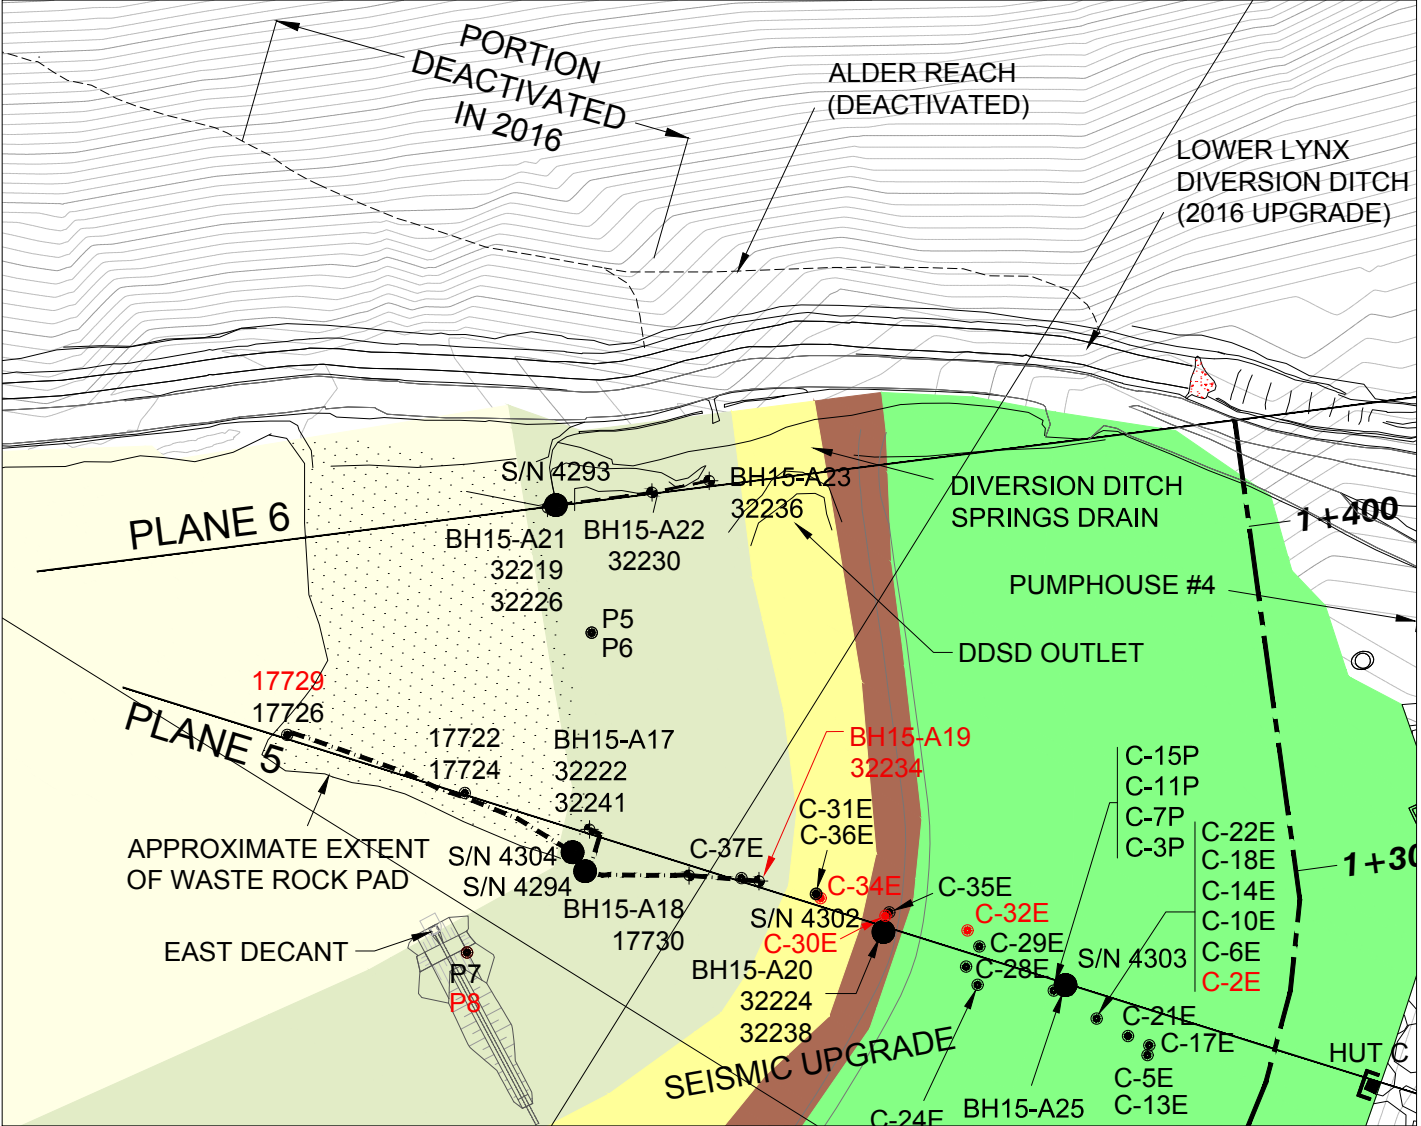 PORTION
DEACTIVATED
IN 2016
ALDER REACH
(DEACTIVATED)
LOWER LYNX
DIVERSION DITCH
(2016 UPGRADE)
S/N 4293
BH15-A23
32236
DIVERSION DITCH
SPRINGS DRAIN
PLANE 6
1+400
BH15-A21
32219
32226
BH15-A22
32230
PUMPHOUSE #4
P5
P6
DDSD OUTLET
17729
17726
PLANE 5
17722
17724
BH15-A17
32222
32241
BH15-A19
32234
C-15P
C-11P
C-7P
C-3P
C-31E
C-36E
C-22E
C-18E
C-14E
C-10E
C-6E
C-2E
1+30
APPROXIMATE EXTENT
OF WASTE ROCK PAD
S/N 4304
S/N 4294
C-37E
C-34E
C-35E
BH15-A18
17730
S/N 4302
C-30E
C-32E
C-29E
C-28E
S/N 4303
EAST DECANT
P7
P8
BH15-A20
32224
32238
C-21E
C-17E
C-5E
C-13E
SEISMIC UPGRADE
HUT C
C-24E
BH15-A25